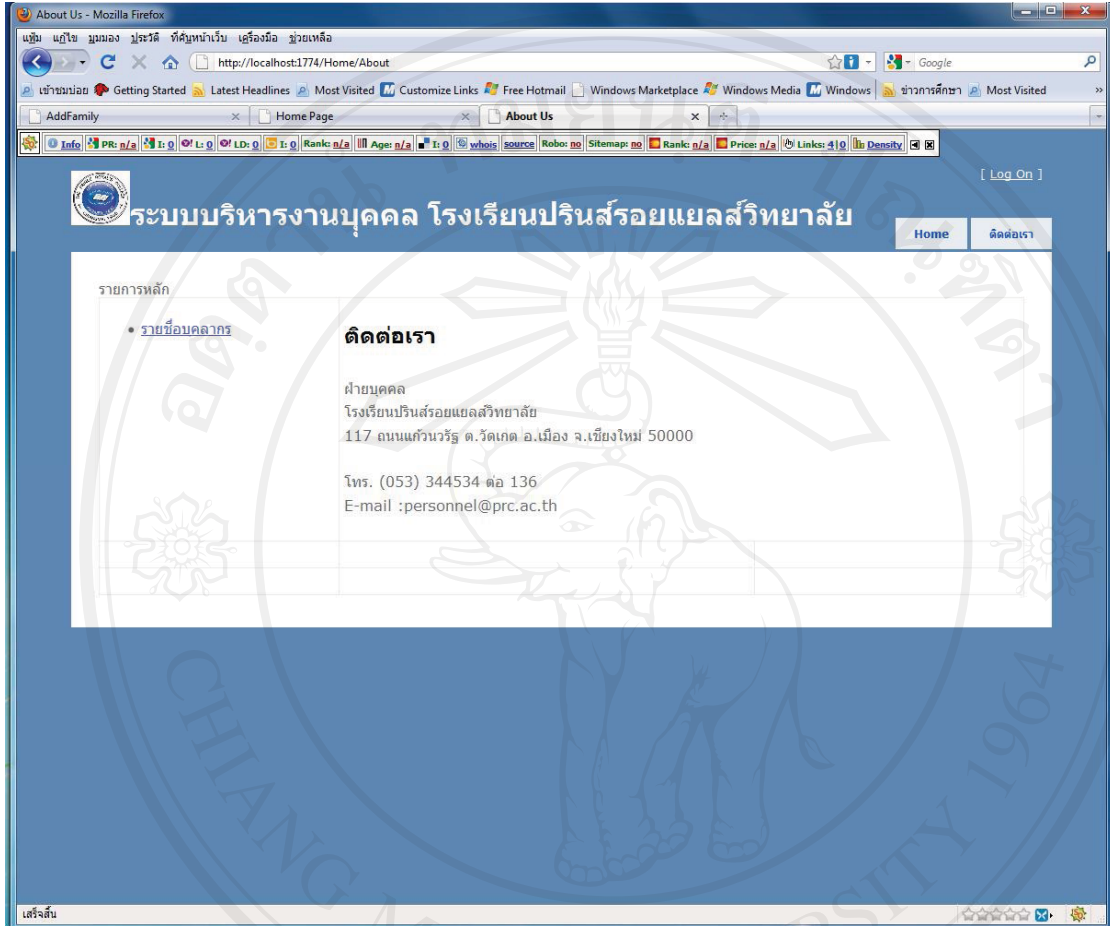 About Us - Mozilla Firefox
แฟ้ม แก้ไข มุมมอง ประวัติ ที่คั่นหน้าเว็บ เครื่องมือ ช่วยเหลือ
http://localhost:1774/Home/About Google
เข้าชมบ่อย Getting Started Latest Headlines Most Visited Customize Links Free Hotmail Windows Marketplace Windows Media Windows ข่าวการศึกษา Most Visited »
AddFamily Home Page About Us
Info PR: n/a I: 0 L: 0 LD: 0 I: 0 Rank: n/a Age: n/a I: 0 whois source Robo: no Sitemap: no Rank: n/a Price: n/a Links: 4|0 Density
[ Log On ]
ระบบบริหารงานบุคคล โรงเรียนปรินส์รอยแยลส์วิทยาลัย
Home ติดต่อเรา
รายการหลัก
รายชื่อบุคลากร
ติดต่อเรา
ฝ่ายบุคคล
โรงเรียนปรินส์รอยแยลส์วิทยาลัย
117 ถนนแก้วนวรัฐ ต.วัดเกต อ.เมือง จ.เชียงใหม่ 50000
โทร. (053) 344534 ต่อ 136
E-mail :personnel@prc.ac.th
เสร็จสิ้น